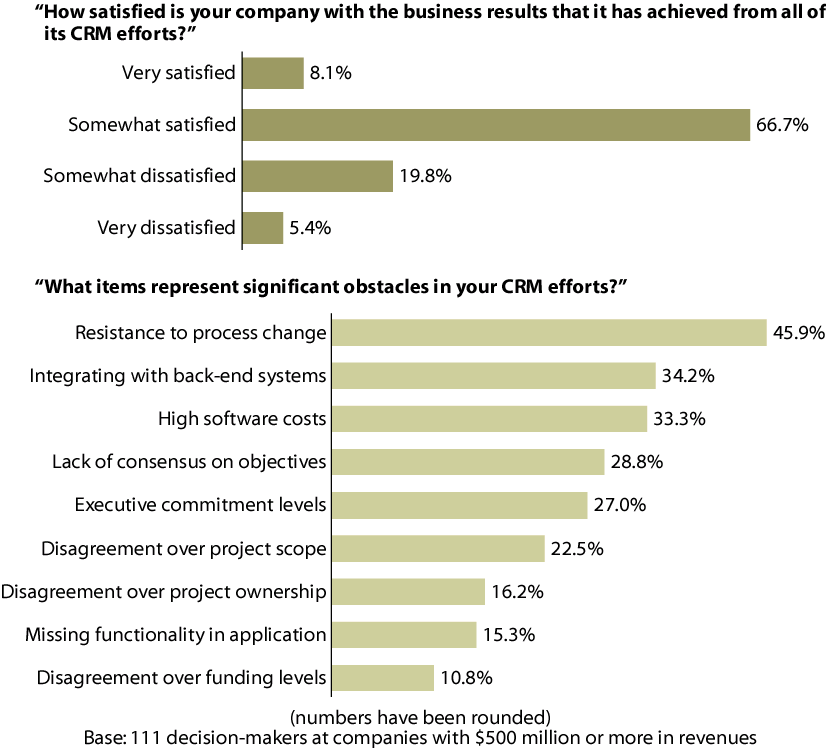 “How satisfied is your company with the business results that it has achieved from all of
its CRM efforts?”
Very satisfied 8.1%
Somewhat satisfied 66.7%
Somewhat dissatisfied 19.8%
Very dissatisfied 5.4%
“What items represent significant obstacles in your CRM efforts?”
Resistance to process change 45.9%
Integrating with back-end systems 34.2%
High software costs 33.3%
Lack of consensus on objectives 28.8%
Executive commitment levels 27.0%
Disagreement over project scope 22.5%
Disagreement over project ownership 16.2%
Missing functionality in application 15.3%
Disagreement over funding levels 10.8%
(numbers have been rounded)
Base: 111 decision-makers at companies with $500 million or more in revenues